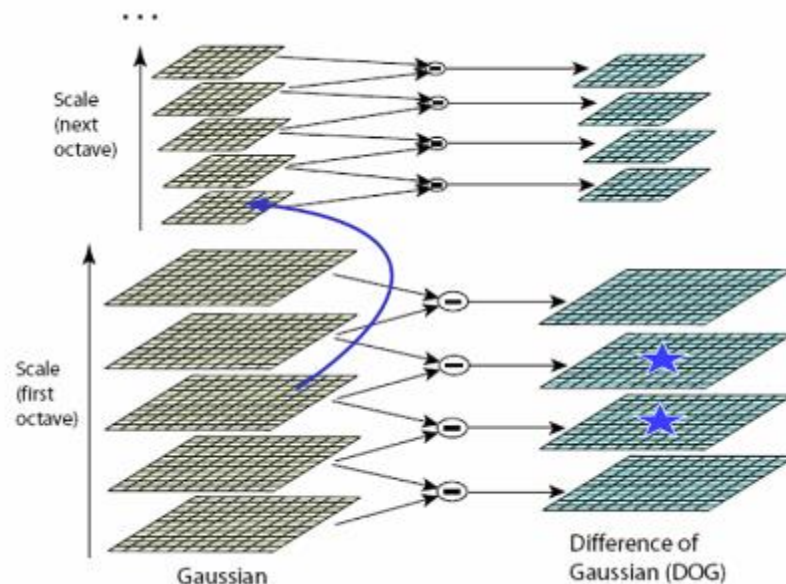 ...
Scale
(next
octave)
Scale
(first
octave)
Gaussian
Difference of
Gaussian (DOG)